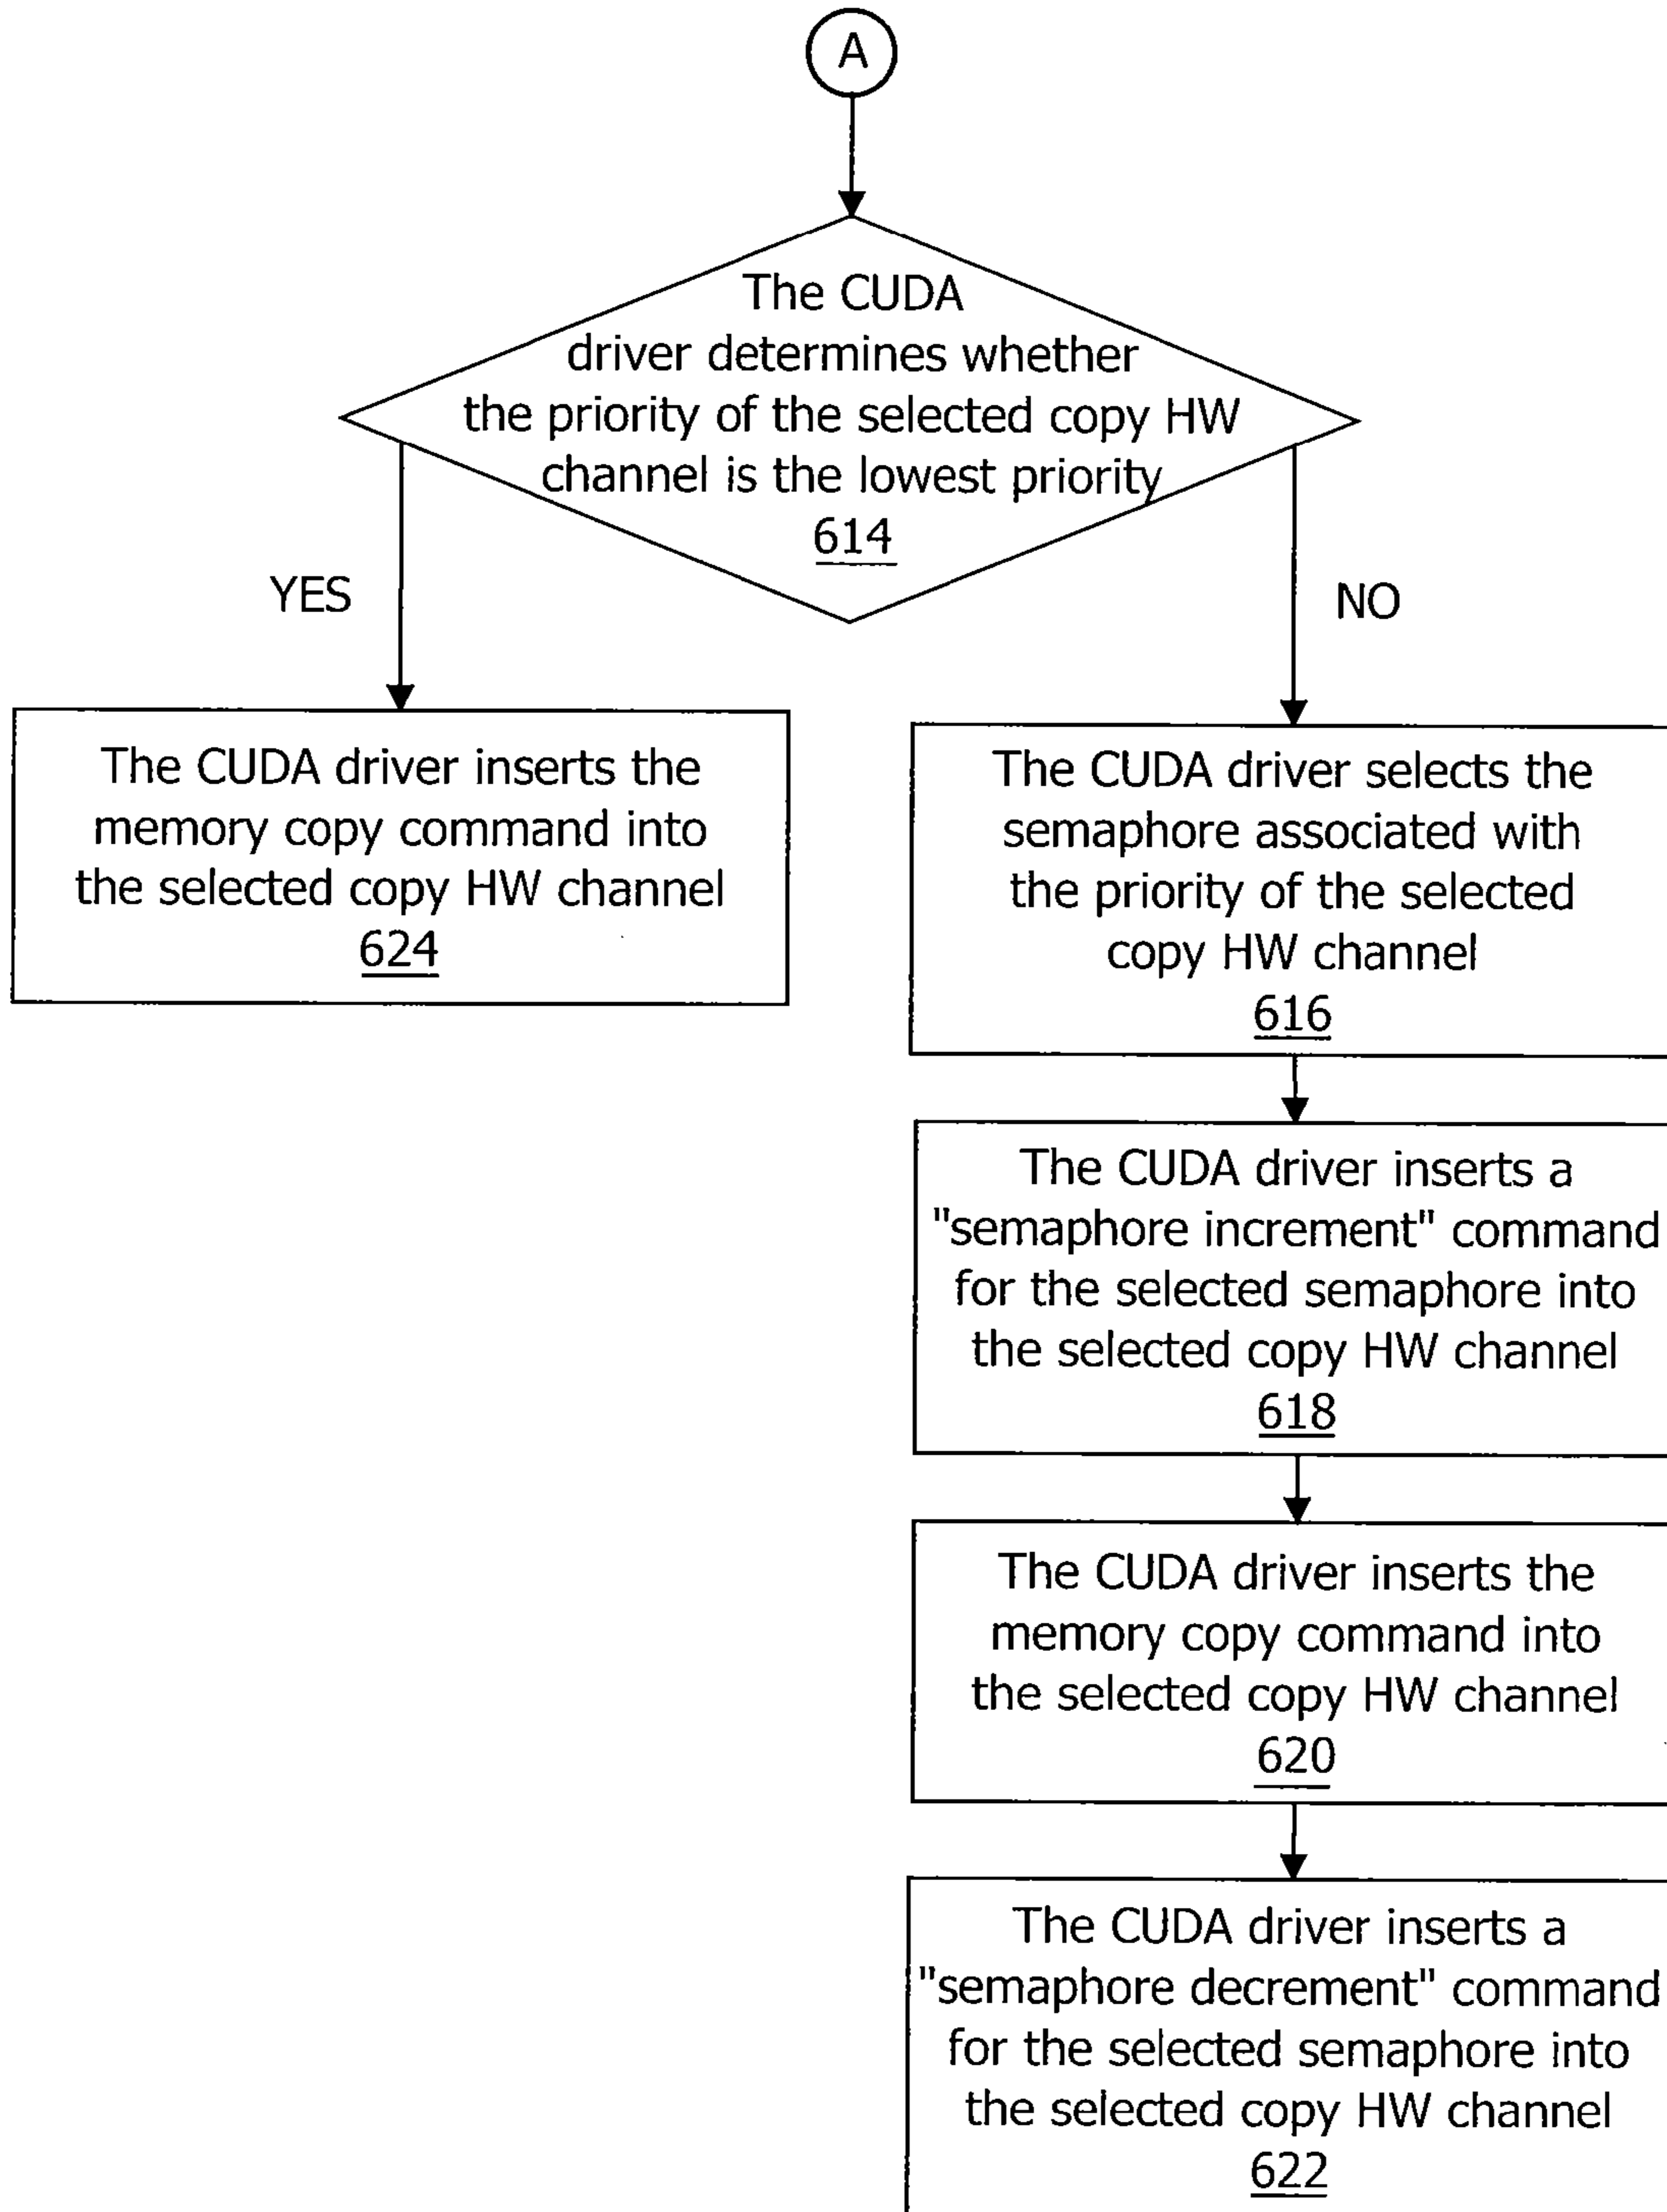 A
The CUDA
driver determines whether
the priority of the selected copy HW
channel is the lowest priority
614
YES
NO
The CUDA driver inserts the
memory copy command into
the selected copy HW channel
624
The CUDA driver selects the
semaphore associated with
the priority of the selected
copy HW channel
616
The CUDA driver inserts a
"semaphore increment" command
for the selected semaphore into
the selected copy HW channel
618
The CUDA driver inserts the
memory copy command into
the selected copy HW channel
620
The CUDA driver inserts a
"semaphore decrement" command
for the selected semaphore into
the selected copy HW channel
622